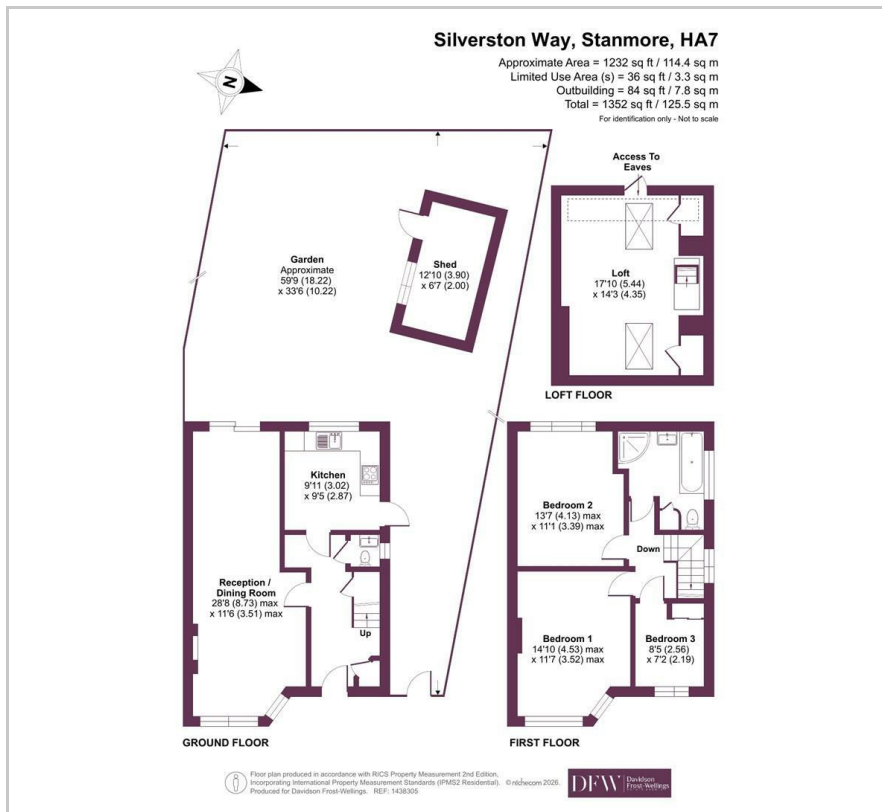 Silverston Way, Stanmore, HA7
Approximate Area = 1232 sq ft / 114.4 sq m
Limited Use Area (s) = 36 sq ft / 3.3 sq m
Outbuilding = 84 sq ft / 7.8 sq m
Total = 1352 sq ft / 125.5 sq m
For identification only - Not to scale
N
Garden
Approximate
59'9 (18.22)
x 33'6 (10.22)
Shed
12'10 (3.90)
x 6'7 (2.00)
Access To
Eaves
Loft
17'10 (5.44)
x 14'3 (4.35)
LOFT FLOOR
Kitchen
9'11 (3.02)
x 9'5 (2.87)
Reception /
Dining Room
28'8 (8.73) max
x 11'6 (3.51) max
Up
GROUND FLOOR
Bedroom 2
13'7 (4.13) max
x 11'1 (3.39) max
Down
Bedroom 1
14'10 (4.53) max
x 11'7 (3.52) max
Bedroom 3
8'5 (2.56)
x 7'2 (2.19)
FIRST FLOOR
Floor plan produced in accordance with RICS Property Measurement 2nd Edition,
Incorporating International Property Measurement Standards (IPMS2 Residential). © nichecom 2026.
Produced for Davidson Frost-Wellings. REF: 1438305
DFW
Davidson
Frost-Wellings